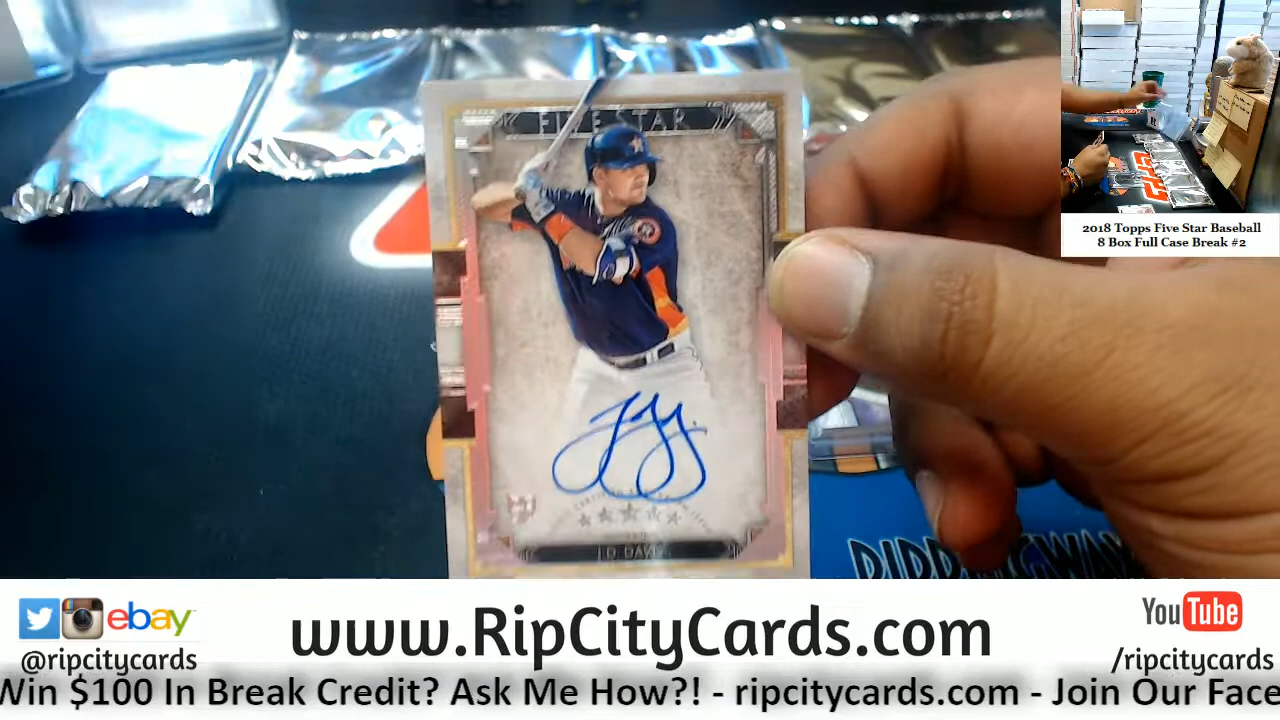 FIVE STAR
J.D. DAVIS
2018 Topps Five Star Baseball
8 Box Full Case Break #2
ebay
@ripcitycards
www.RipCityCards.com
YouTube
/ripcitycards
Win $100 In Break Credit? Ask Me How?! - ripcitycards.com - Join Our Face